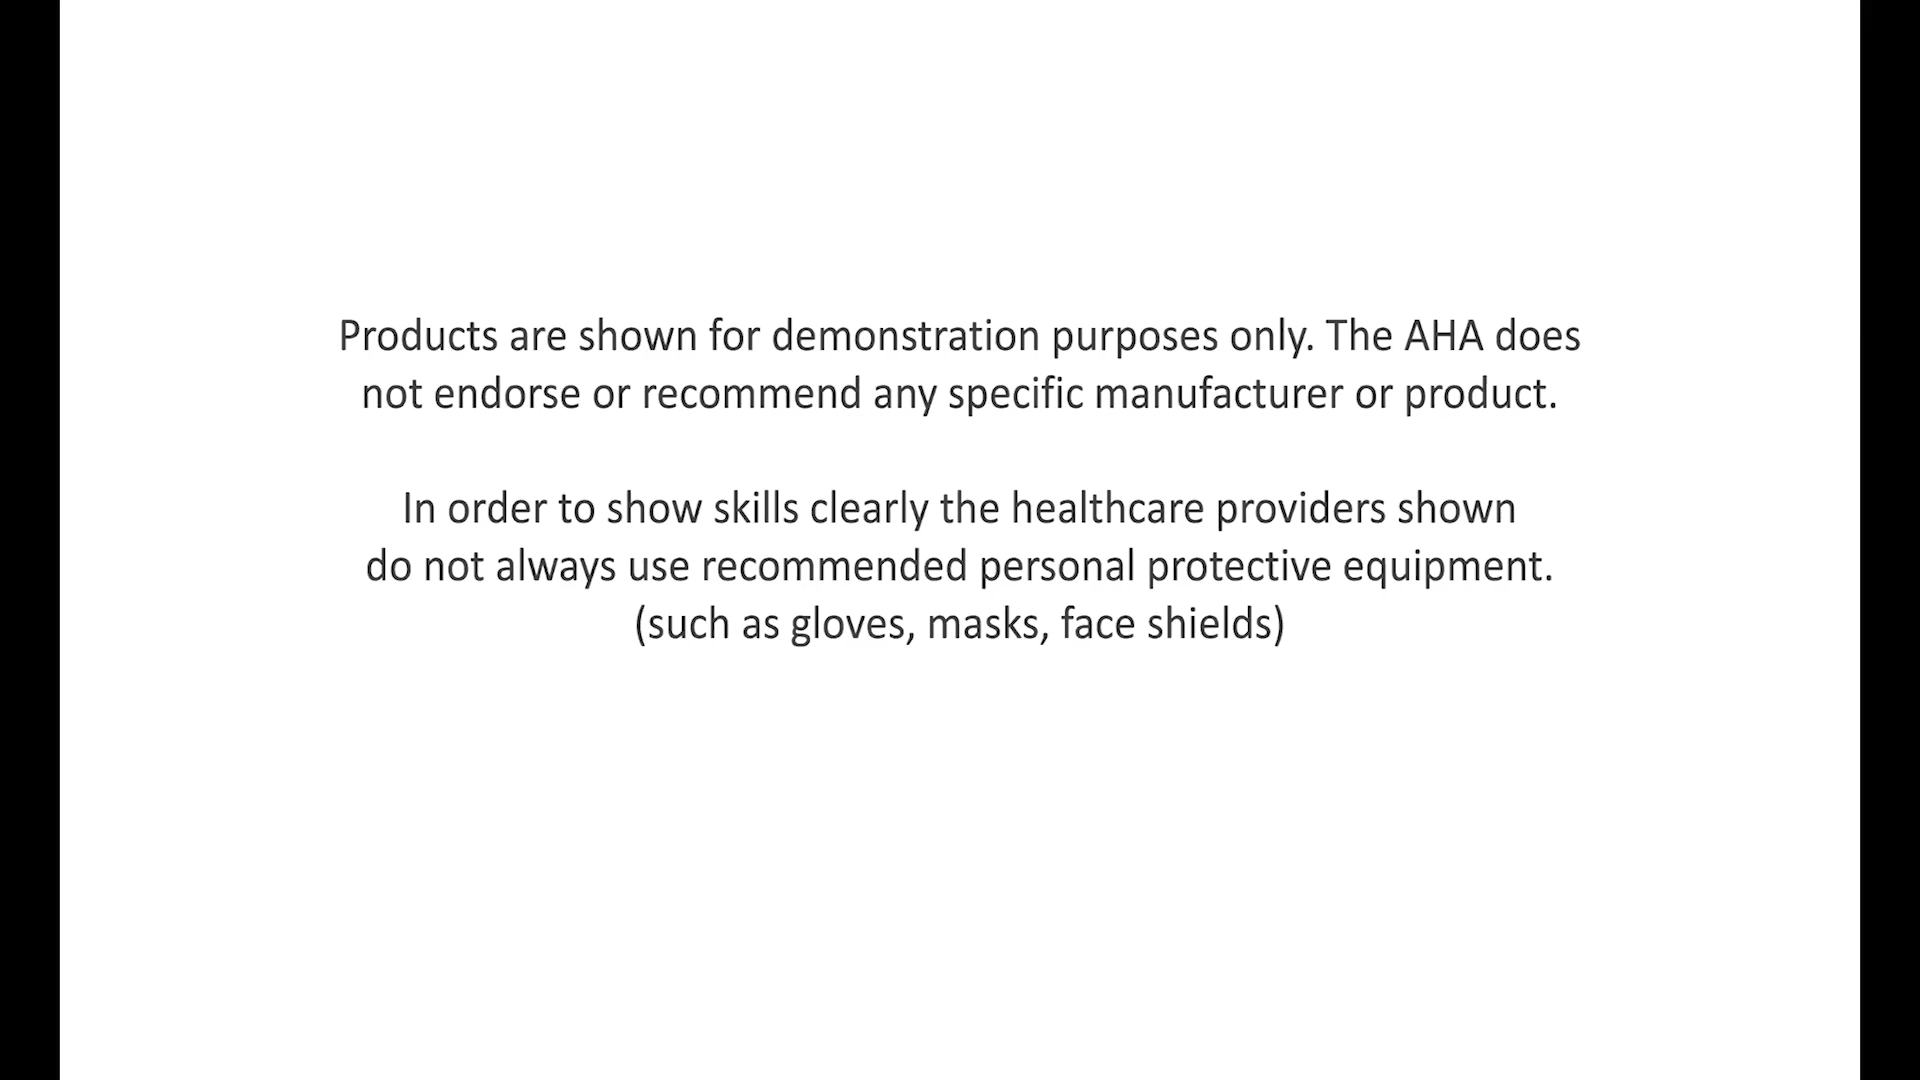 Products are shown for demonstration purposes only. The AHA does
not endorse or recommend any specific manufacturer or product.
In order to show skills clearly the healthcare providers shown
do not always use recommended personal protective equipment.
(such as gloves, masks, face shields)